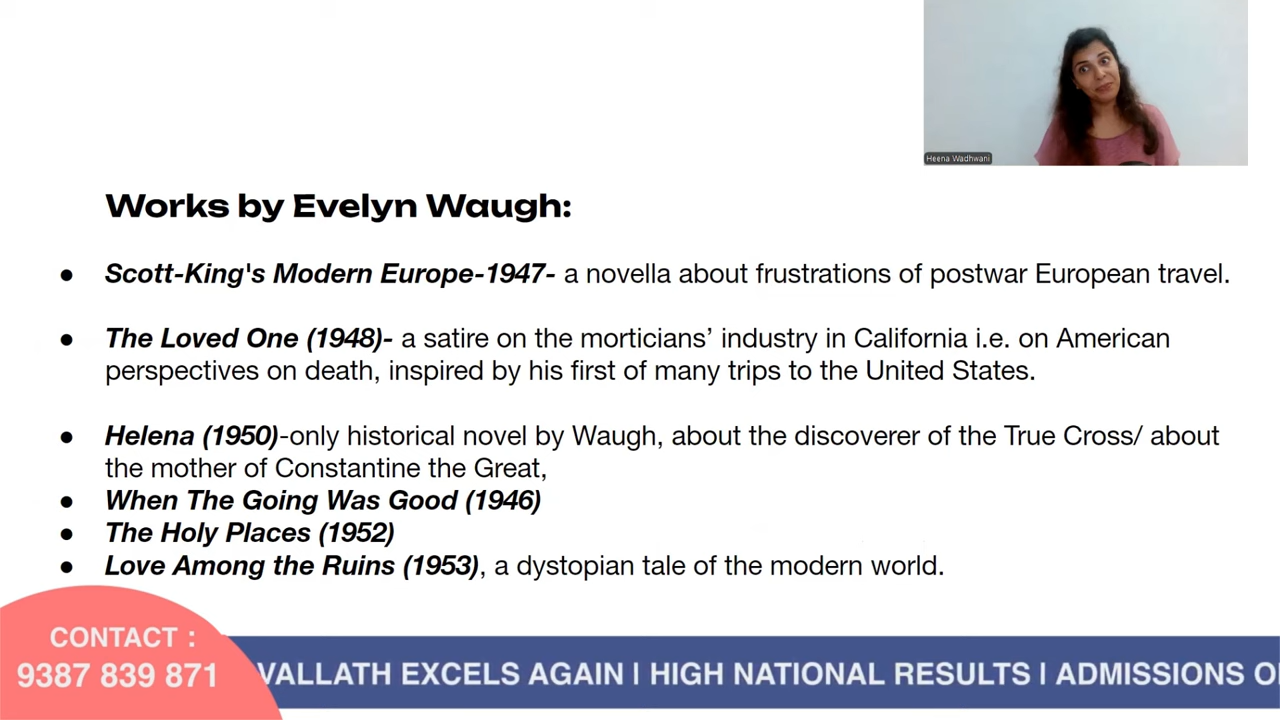 Heena Wadhwani
Works by Evelyn Waugh:
● Scott-King's Modern Europe-1947- a novella about frustrations of postwar European travel.
● The Loved One (1948)- a satire on the morticians’ industry in California i.e. on American
perspectives on death, inspired by his first of many trips to the United States.
● Helena (1950)-only historical novel by Waugh, about the discoverer of the True Cross/ about
the mother of Constantine the Great,
● When The Going Was Good (1946)
● The Holy Places (1952)
● Love Among the Ruins (1953), a dystopian tale of the modern world.
CONTACT :
9387 839 871
VALLATH EXCELS AGAIN | HIGH NATIONAL RESULTS | ADMISSIONS O